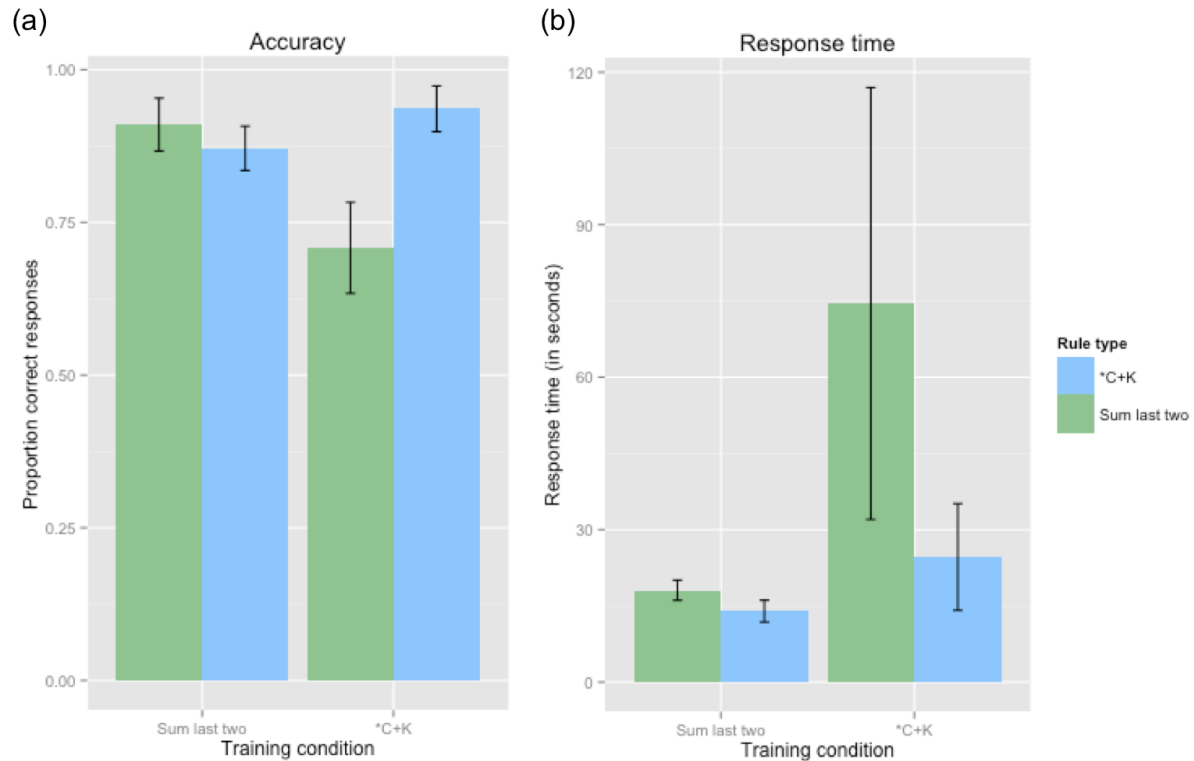 (a)
Accuracy
1.00
0.75
0.50
0.25
0.00
Proportion correct responses
Sum last two
*C+K
Training condition
(b)
Response time
120
90
60
30
0
Response time (in seconds)
Sum last two
*C+K
Training condition
Rule type
*C+K
Sum last two